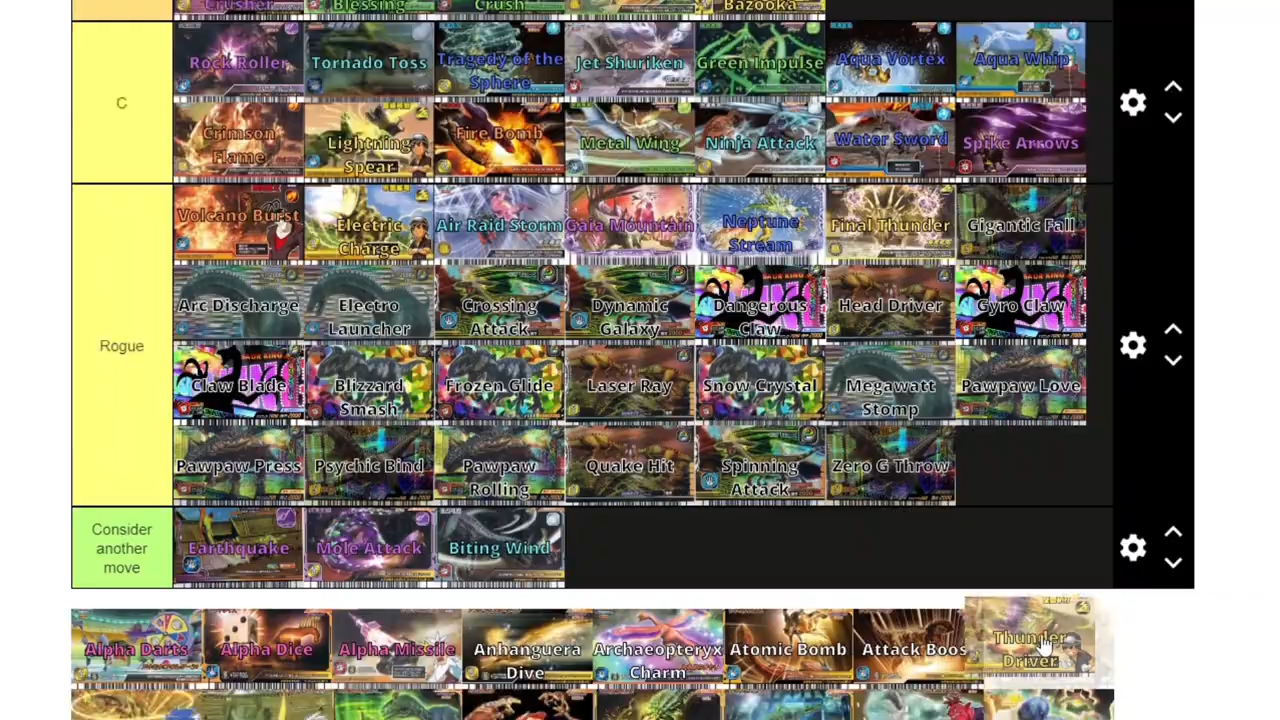 Crusher
Blessing
Crush
Bazooka
C
Rock Roller
Tornado Toss
Tragedy of the
Sphere
Jet Shuriken
Green Impulse
Aqua Vortex
Aqua Whip
Crimson
Flame
Lightning
Spear
Fire Bomb
Metal Wing
Ninja Attack
Water Sword
Spike Arrows
Rogue
Volcano Burst
Electric
Charge
Air Raid Storm
Gaia Mountain
Neptune
Stream
Final Thunder
Gigantic Fall
Arc Discharge
Electro
Launcher
Crossing
Attack
Dynamic
Galaxy
Dangerous
Claw
Head Driver
Gyro Claw
Claw Blade
Blizzard
Smash
Frozen Glide
Laser Ray
Snow Crystal
Megawatt
Stomp
Pawpaw Love
Pawpaw Press
Psychic Bind
Pawpaw
Rolling
Quake Hit
Spinning
Attack
Zero G Throw
Consider
another
move
Earthquake
Mole Attack
Biting Wind
Alpha Darts
Alpha Dice
Alpha Missile
Anhanguera
Dive
Archaeopteryx
Charm
Atomic Bomb
Attack Boos
Thunder
Driver